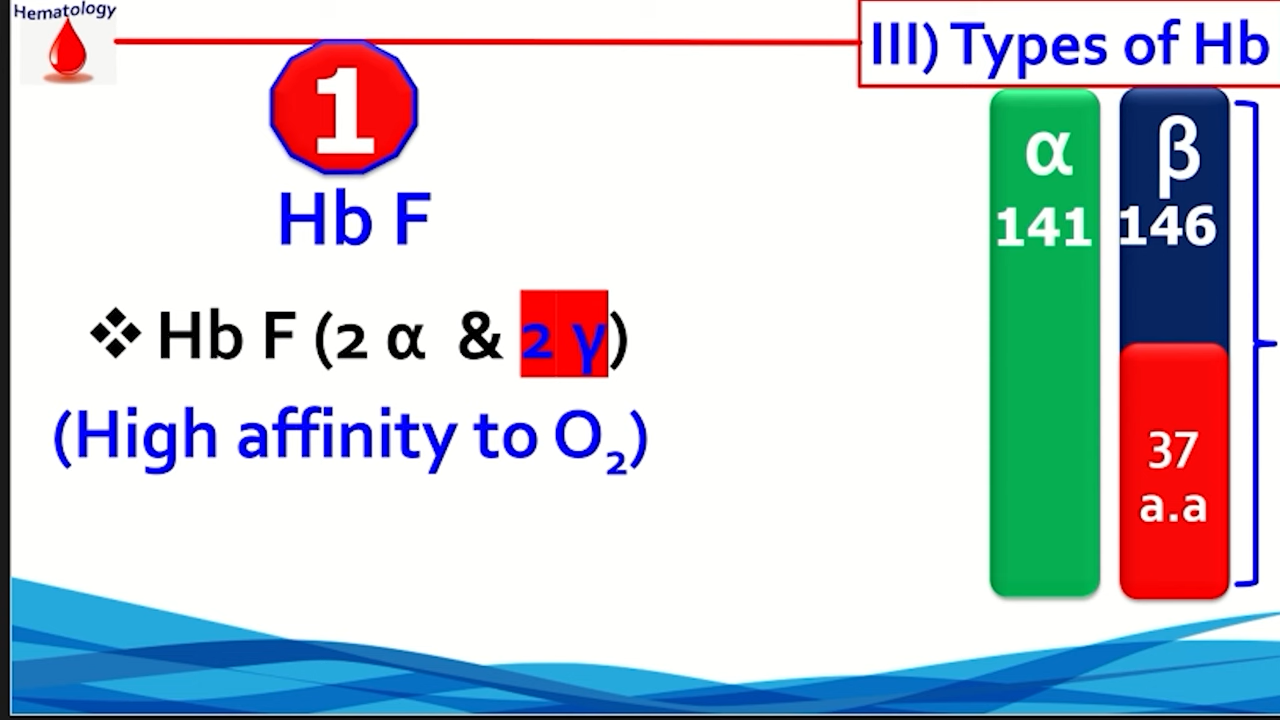 Hematology
III) Types of Hb
1
Hb F
❖ Hb F (2 α & 2 γ)
(High affinity to O₂)
α
141
β
146
37
a.a